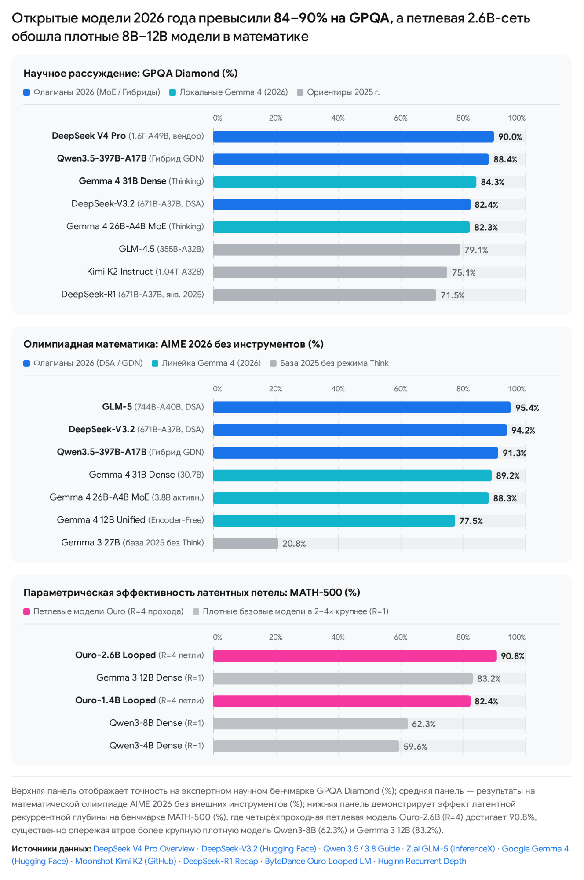 Открытые модели 2026 года превысили 84–90% на GPQA, а петлевая 2.6B-сеть
обошла плотные 8B–12B модели в математике
Научное рассуждение: GPQA Diamond (%)
Флагманы 2026 (MoE / Гибриды) Локальные Gemma 4 (2026) Ориентиры 2025 г.
0% 20% 40% 60% 80% 100%
DeepSeek V4 Pro (1.6T-A49B, вендор) 90.0%
Qwen3.5-397B-A17B (Гибрид GDN) 88.4%
Gemma 4 31B Dense (Thinking) 84.3%
DeepSeek-V3.2 (671B-A37B, DSA) 82.4%
Gemma 4 26B-A4B MoE (Thinking) 82.3%
GLM-4.5 (355B-A32B) 79.1%
Kimi K2 Instruct (1.04T-A32B) 75.1%
DeepSeek-R1 (671B-A37B, янв. 2025) 71.5%
Олимпиадная математика: AIME 2026 без инструментов (%)
Флагманы 2026 (DSA / GDN) Линейка Gemma 4 (2026) База 2025 без режима Think
0% 20% 40% 60% 80% 100%
GLM-5 (744B-A40B, DSA) 95.4%
DeepSeek-V3.2 (671B-A37B, DSA) 94.2%
Qwen3.5-397B-A17B (Гибрид GDN) 91.3%
Gemma 4 31B Dense (30.7B) 89.2%
Gemma 4 26B-A4B MoE (3.8B активн.) 88.3%
Gemma 4 12B Unified (Encoder-Free) 77.5%
Gemma 3 27B (база 2025 без Think) 20.8%
Параметрическая эффективность латентных петель: MATH-500 (%)
Петлевые модели Ouro (R=4 прохода) Плотные базовые модели в 2–4x крупнее (R=1)
0% 20% 40% 60% 80% 100%
Ouro-2.6B Looped (R=4 петли) 90.8%
Gemma 3 12B Dense (R=1) 83.2%
Ouro-1.4B Looped (R=4 петли) 82.4%
Qwen3-8B Dense (R=1) 62.3%
Qwen3-4B Dense (R=1) 59.6%
Верхняя панель отображает точность на экспертном научном бенчмарке GPQA Diamond (%); средняя панель — результаты на
математической олимпиаде AIME 2026 без внешних инструментов (%); нижняя панель демонстрирует эффект латентной
рекуррентной глубины на бенчмарке MATH-500 (%), где четырёхпроходная петлевая модель Ouro-2.6B (R=4) достигает 90.8%,
существенно опережая втрое более крупную плотную модель Qwen3-8B (62.3%) и Gemma 3 12B (83.2%).
Источники данных: DeepSeek V4 Pro Overview · DeepSeek-V3.2 (Hugging Face) · Qwen 3.5 / 3.8 Guide · Z.ai GLM-5 (InferenceX) · Google Gemma 4
(Hugging Face) · Moonshot Kimi K2 (GitHub) · DeepSeek-R1 Recap · ByteDance Ouro Looped LM · Huginn Recurrent Depth